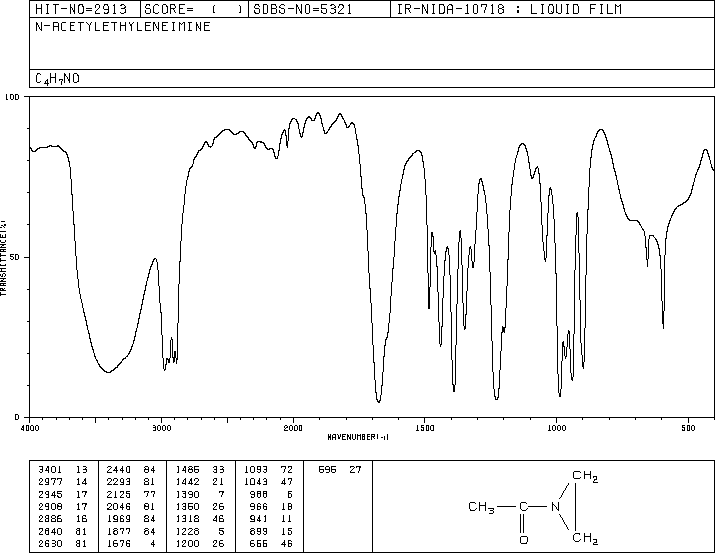 HIT-NO=2913 SCORE= ( ) SDBS-NO=5321 IR-NIDA-10718 : LIQUID FILM
N-ACETYLETHYLENEIMINE
C4H7NO
100
50
0
TRANSMITTANCE(%)
4000 3000 2000 1500 1000 500
WAVENUMBER(-1)
3401 13 2440 84 1486 33 1093 72 596 27
2977 14 2293 81 1442 21 1043 47
2945 17 2125 77 1390 7 988 6
2908 17 2046 81 1350 26 966 18
2886 16 1969 84 1318 46 941 11
2840 81 1877 84 1228 5 899 15
2630 81 1676 4 1200 26 656 46
CH2
CH3 C N
O CH2